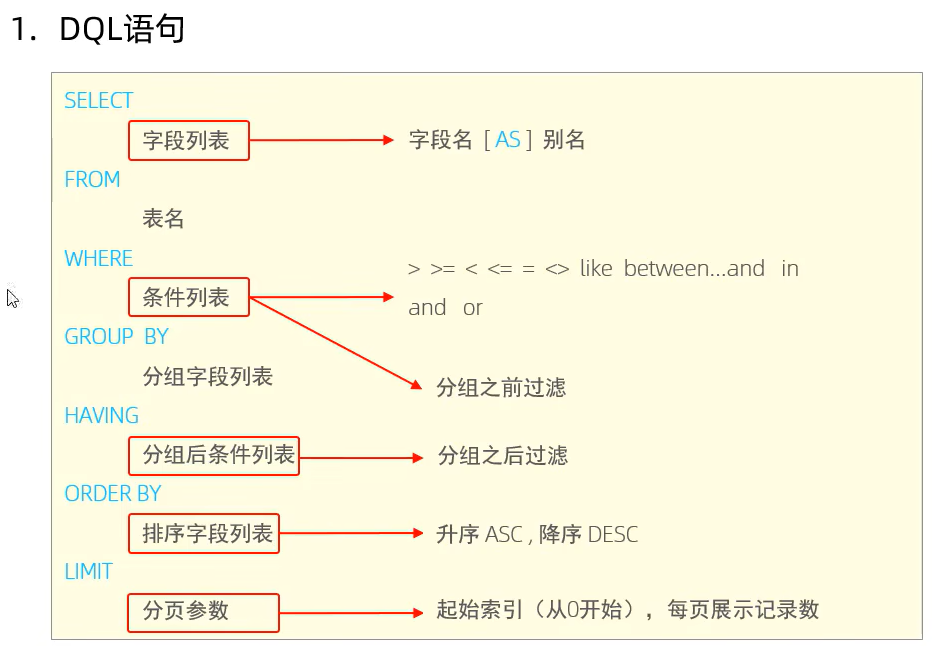 1. DQL语句
SELECT
字段列表 字段名 [ AS ] 别名
FROM
表名
WHERE
> >= < <= = <> like between...and in
条件列表
and or
GROUP BY
分组字段列表
分组之前过滤
HAVING
分组后条件列表 分组之后过滤
ORDER BY
排序字段列表 升序 ASC , 降序 DESC
LIMIT
分页参数 起始索引（从0开始），每页展示记录数